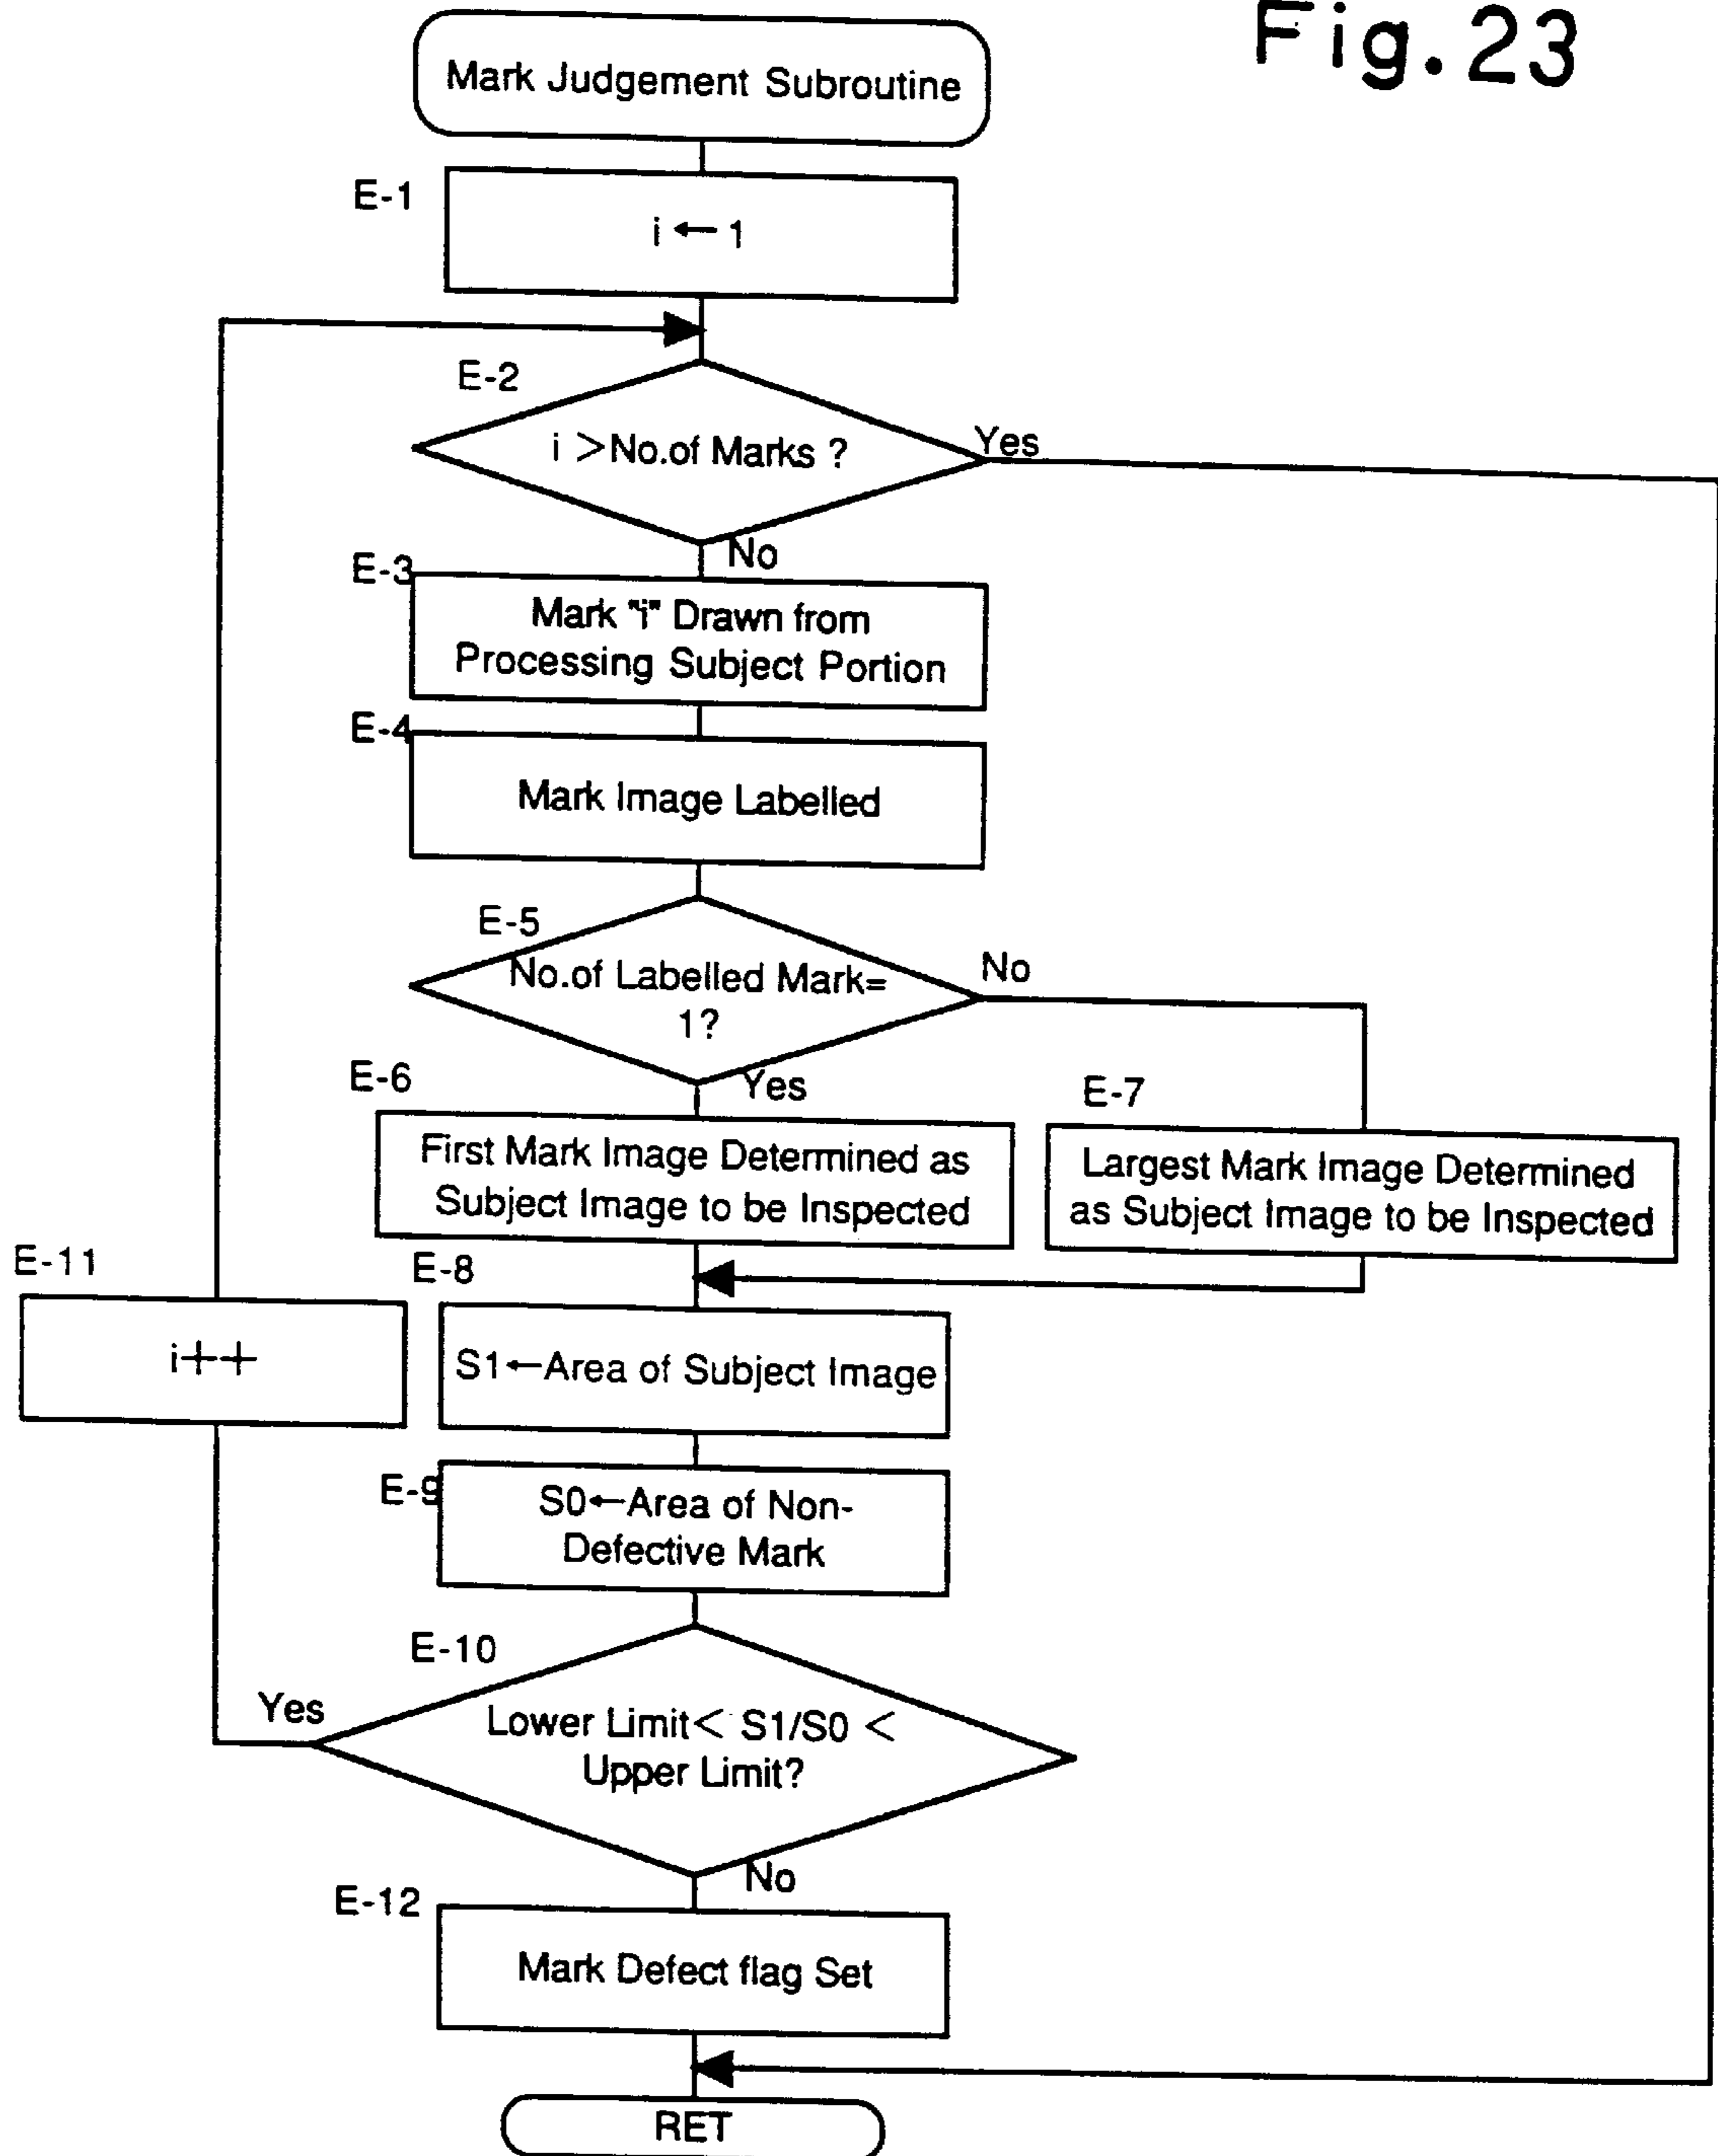 Fig.23
Mark Judgement Subroutine
E-1
i ← 1
E-2
i >No.of Marks ?
Yes
No
E-3
Mark "i" Drawn from
Processing Subject Portion
E-4
Mark Image Labelled
E-5
No.of Labelled Mark=
1?
No
Yes
E-6
First Mark Image Determined as
Subject Image to be Inspected
E-7
Largest Mark Image Determined
as Subject Image to be Inspected
E-8
S1←Area of Subject Image
E-11
i++
E-9
S0←Area of Non-
Defective Mark
E-10
Lower Limit< S1/S0 <
Upper Limit?
Yes
No
E-12
Mark Defect flag Set
RET